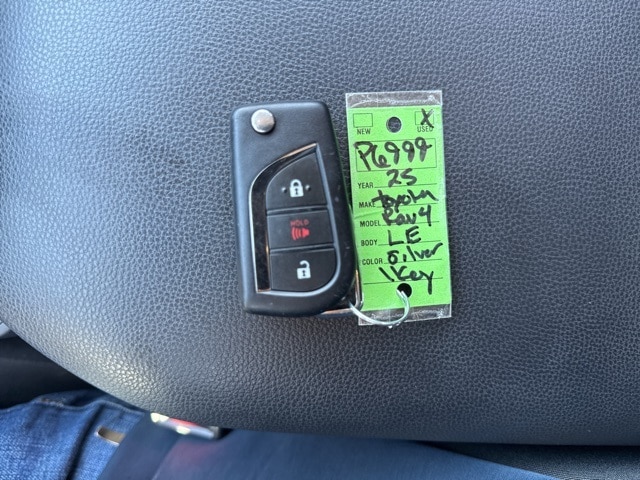 NEW X USED
P6999
YEAR 25
MAKE Toyota
MODEL Rav4
BODY LE
COLOR Silver
1 Key
HOLD